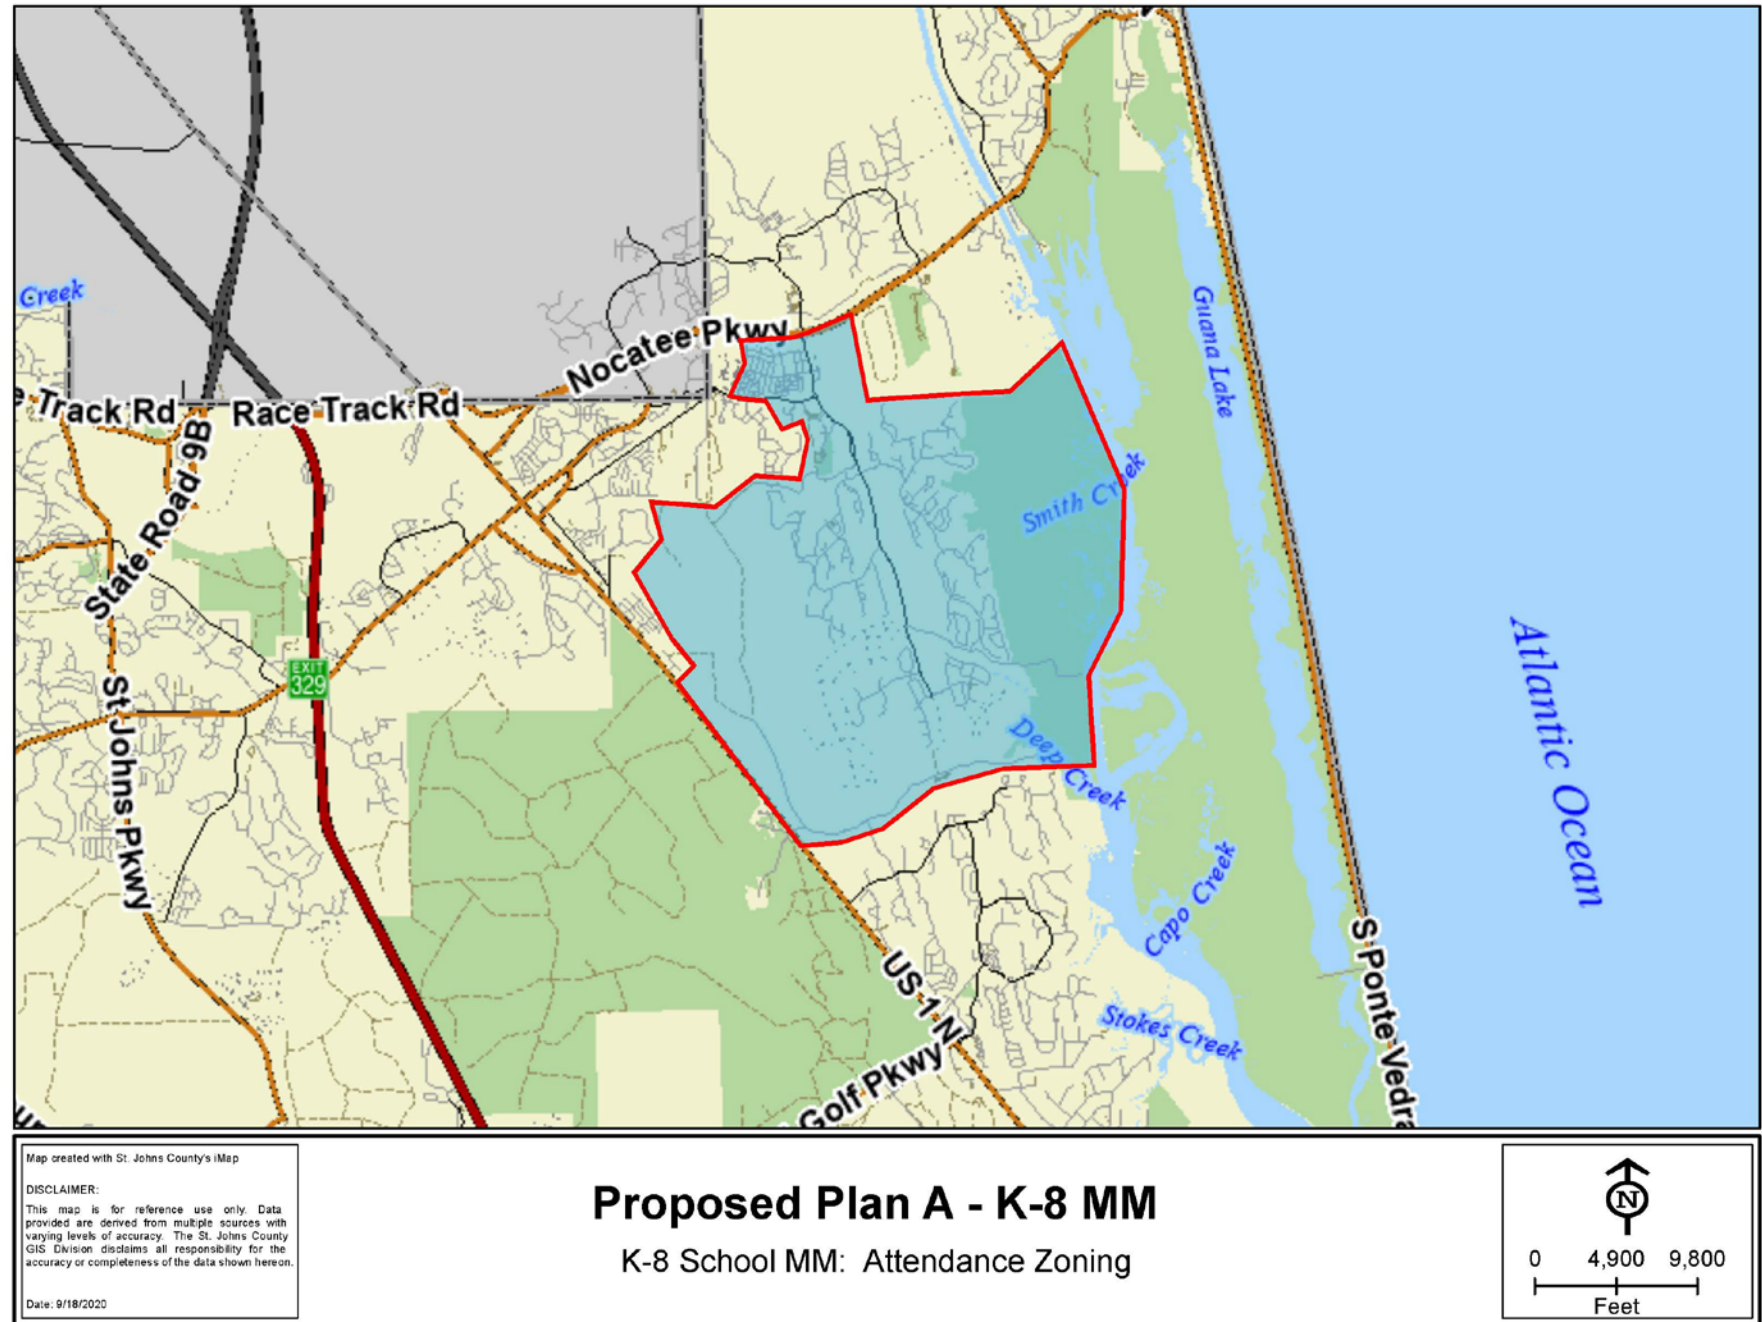 Creek
Nocatee Pkwy
Guana Lake
e Track Rd
Race Track Rd
State Road 9B
Smith Creek
EXIT
329
St Johns Pkwy
Deep Creek
Atlantic Ocean
Capo Creek
US 1 N
Stokes Creek
S Ponte Vedra
Golf Pkwy
Map created with St. Johns County's iMap
DISCLAIMER:
This map is for reference use only. Data
provided are derived from multiple sources with
varying levels of accuracy. The St. Johns County
GIS Division disclaims all responsibility for the
accuracy or completeness of the data shown hereon.
Date: 9/18/2020
Proposed Plan A - K-8 MM
K-8 School MM: Attendance Zoning
N
0 4,900 9,800
Feet